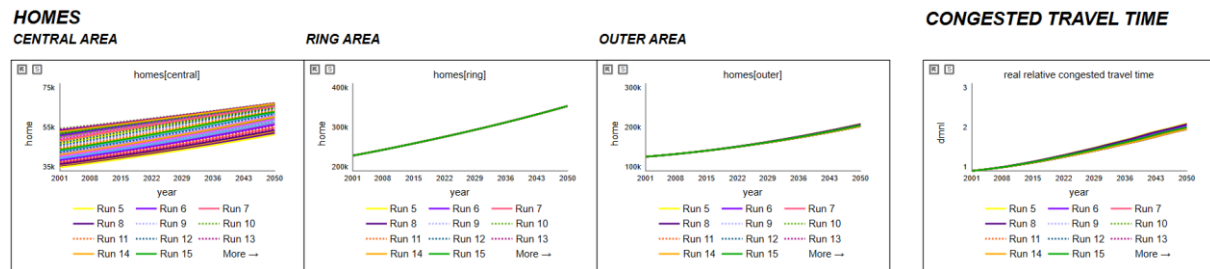 HOMES
CENTRAL AREA
RING AREA
OUTER AREA
CONGESTED TRAVEL TIME
homes[central]
75k
55k
35k
home
2001 2008 2015 2022 2029 2036 2043 2050
year
Run 5 Run 6 Run 7
Run 8 Run 9 Run 10
Run 11 Run 12 Run 13
Run 14 Run 15 More →
homes[ring]
400k
300k
200k
home
2001 2008 2015 2022 2029 2036 2043 2050
year
Run 5 Run 6 Run 7
Run 8 Run 9 Run 10
Run 11 Run 12 Run 13
Run 14 Run 15 More →
homes[outer]
300k
200k
100k
home
2001 2008 2015 2022 2029 2036 2043 2050
year
Run 5 Run 6 Run 7
Run 8 Run 9 Run 10
Run 11 Run 12 Run 13
Run 14 Run 15 More →
real relative congested travel time
3
2
1
dmnl
2001 2008 2015 2022 2029 2036 2043 2050
year
Run 5 Run 6 Run 7
Run 8 Run 9 Run 10
Run 11 Run 12 Run 13
Run 14 Run 15 More →